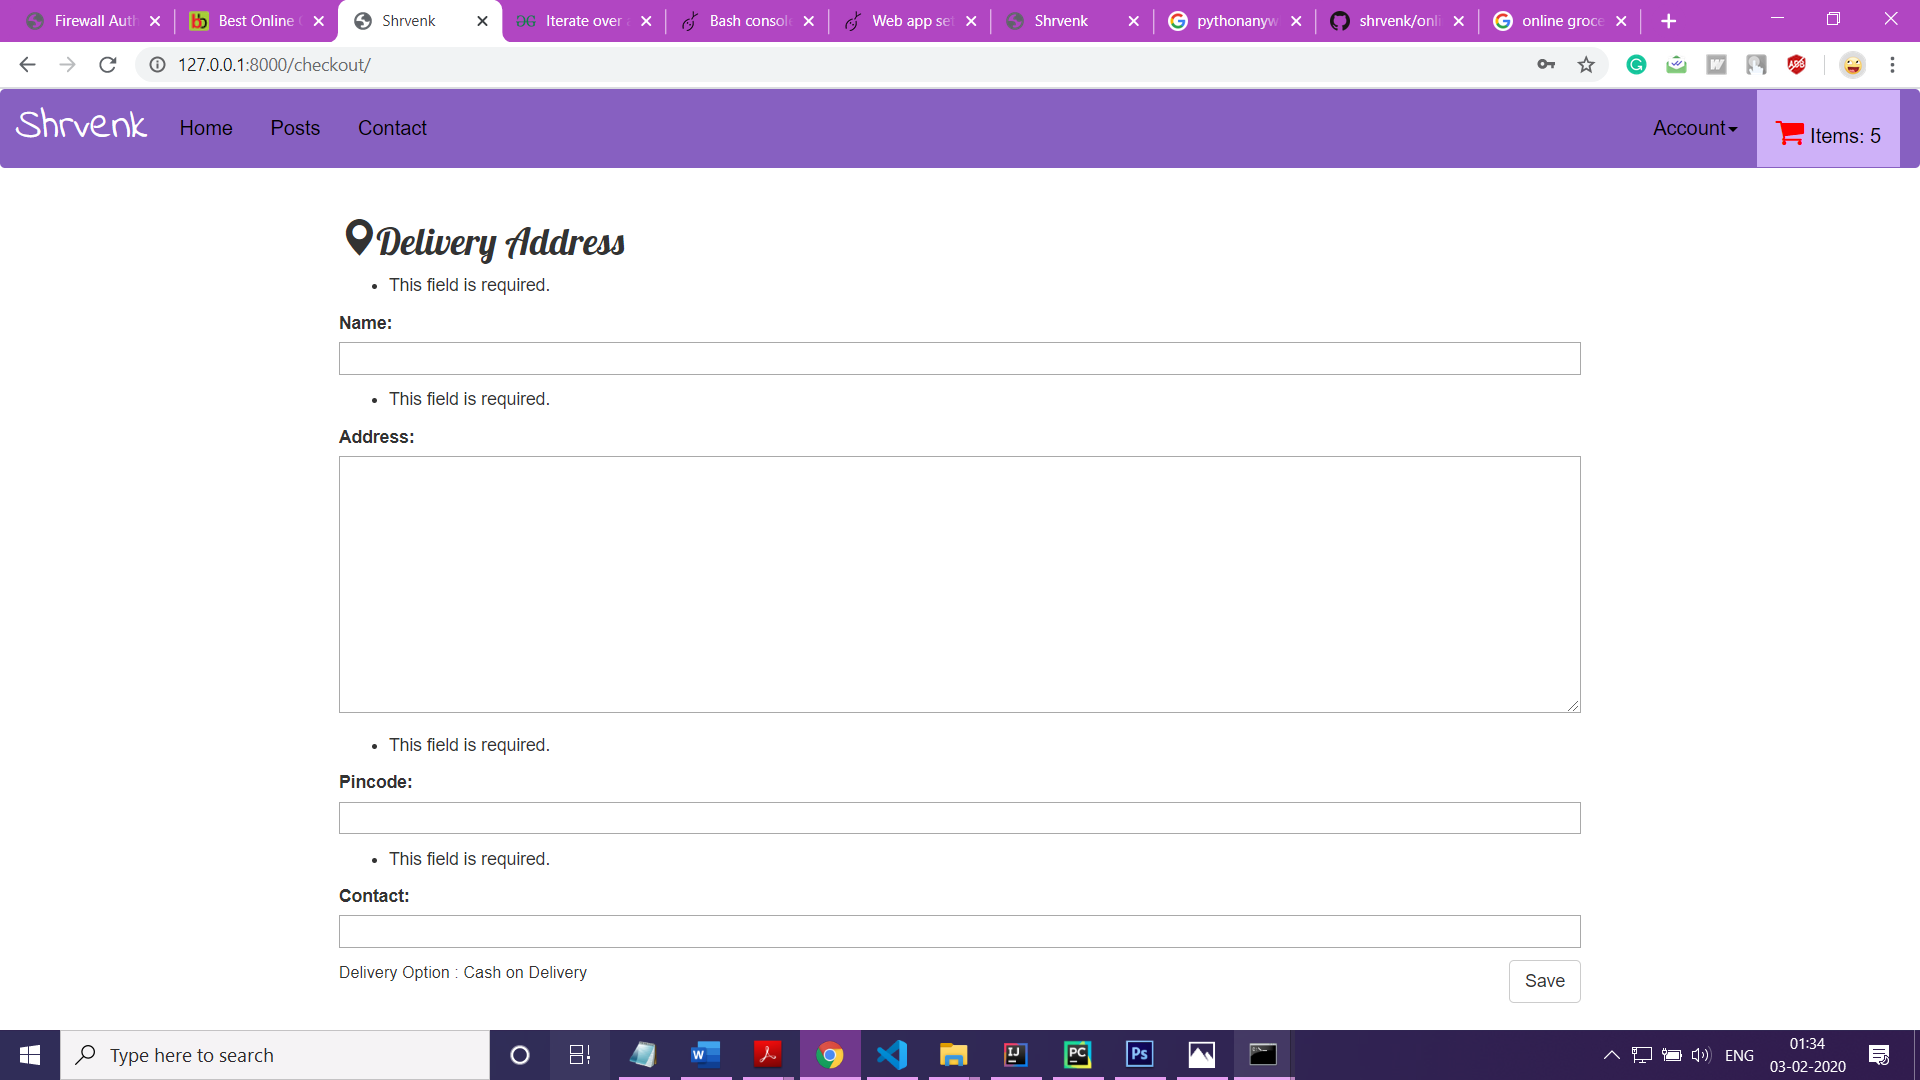 Firewall Auth
Best Online
Shrvenk
Iterate over
Bash console
Web app set
Shrvenk
pythonanyw
shrvenk/onli
online groce
127.0.0.1:8000/checkout/
Shrvenk
Home
Posts
Contact
Account
Items: 5
Delivery Address
• This field is required.
Name:
• This field is required.
Address:
• This field is required.
Pincode:
• This field is required.
Contact:
Delivery Option : Cash on Delivery
Save
Type here to search
ENG
01:34
03-02-2020